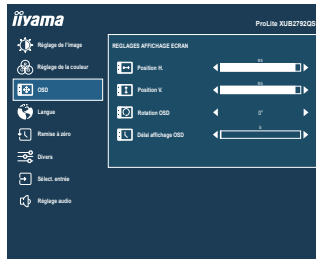 iiyama
ProLite XUB2792QS
Réglage de l'image
REGLAGES AFFICHAGE ECRAN
Réglage de la couleur
Position H.
OSD
Position V.
Langue
Rotation OSD
0°
Remise à zéro
Délai affichage OSD
Divers
Sélect. entrée
Réglage audio